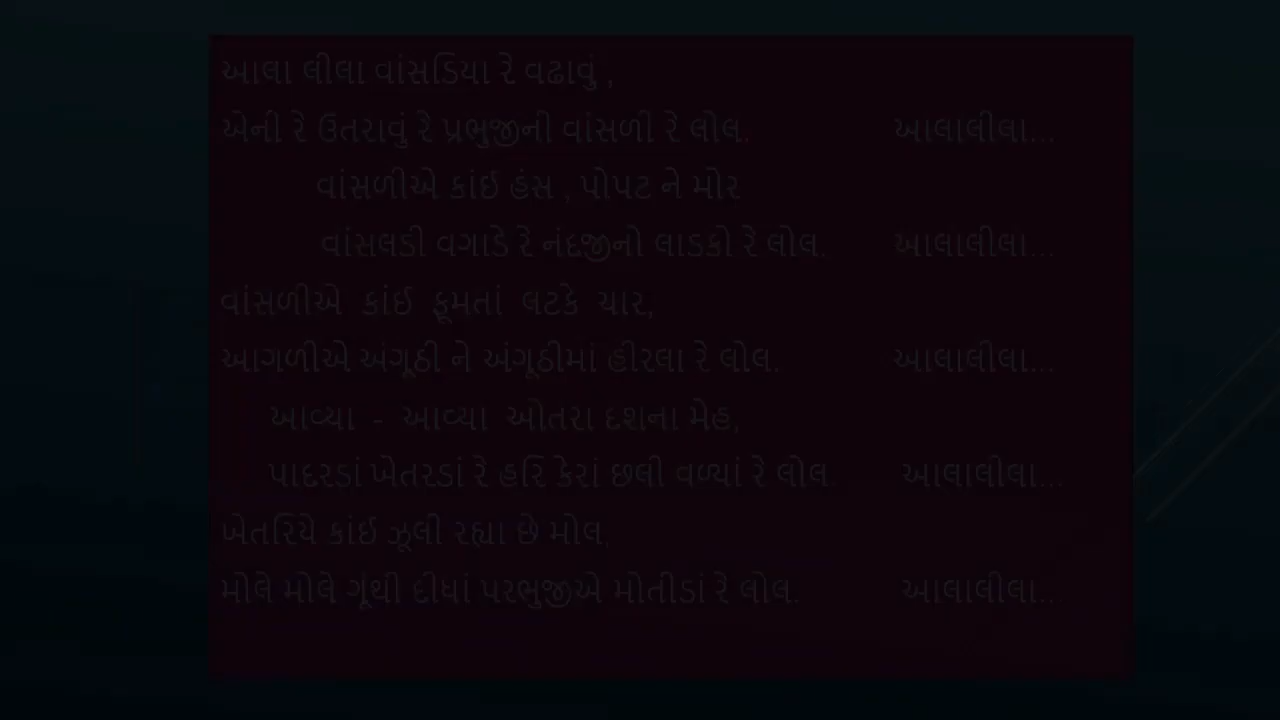 આલા લીલા વાંસડિયા રે વઢાવું ,
એની રે ઉતરાવું રે પ્રભુજીની વાંસળી રે લોલ. આલાલીલા...
વાંસળીએ કાંઈ હંસ , પોપટ ને મોર
વાંસલડી વગાડે રે નંદજીનો લાડકો રે લોલ. આલાલીલા...
વાંસળીએ કાંઈ ફૂમતાં લટકે ચાર,
આગળીએ અંગૂઠી ને અંગૂઠીમાં હીરલા રે લોલ. આલાલીલા...
આવ્યા - આવ્યા ઓતરા દશના મેહ,
પાદરડાં ખેતરડાં રે હરિ કેરાં છલી વળ્યાં રે લોલ. આલાલીલા...
ખેતરિયે કાંઈ ઝૂલી રહ્યા છે મોલ,
મોલે મોલે ગૂંથી દીધાં પરભુજીએ મોતીડાં રે લોલ. આલાલીલા...